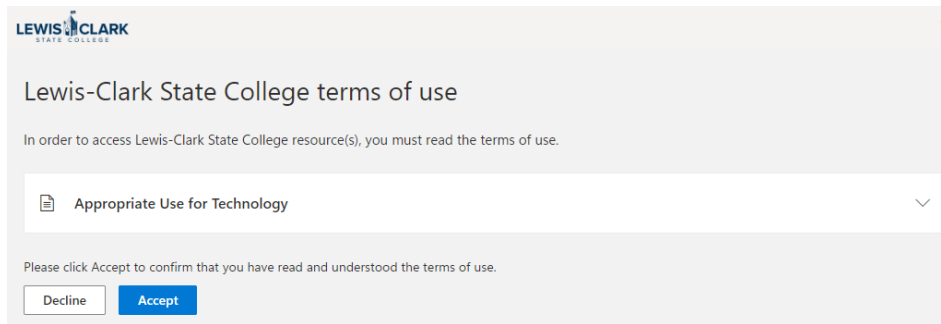 LEWIS CLARK
STATE COLLEGE
Lewis-Clark State College terms of use
In order to access Lewis-Clark State College resource(s), you must read the terms of use.
Appropriate Use for Technology
Please click Accept to confirm that you have read and understood the terms of use.
Decline Accept